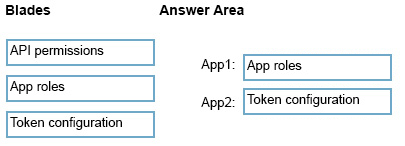 Blades
Answer Area
API permissions
App roles
Token configuration
App1: App roles
App2: Token configuration